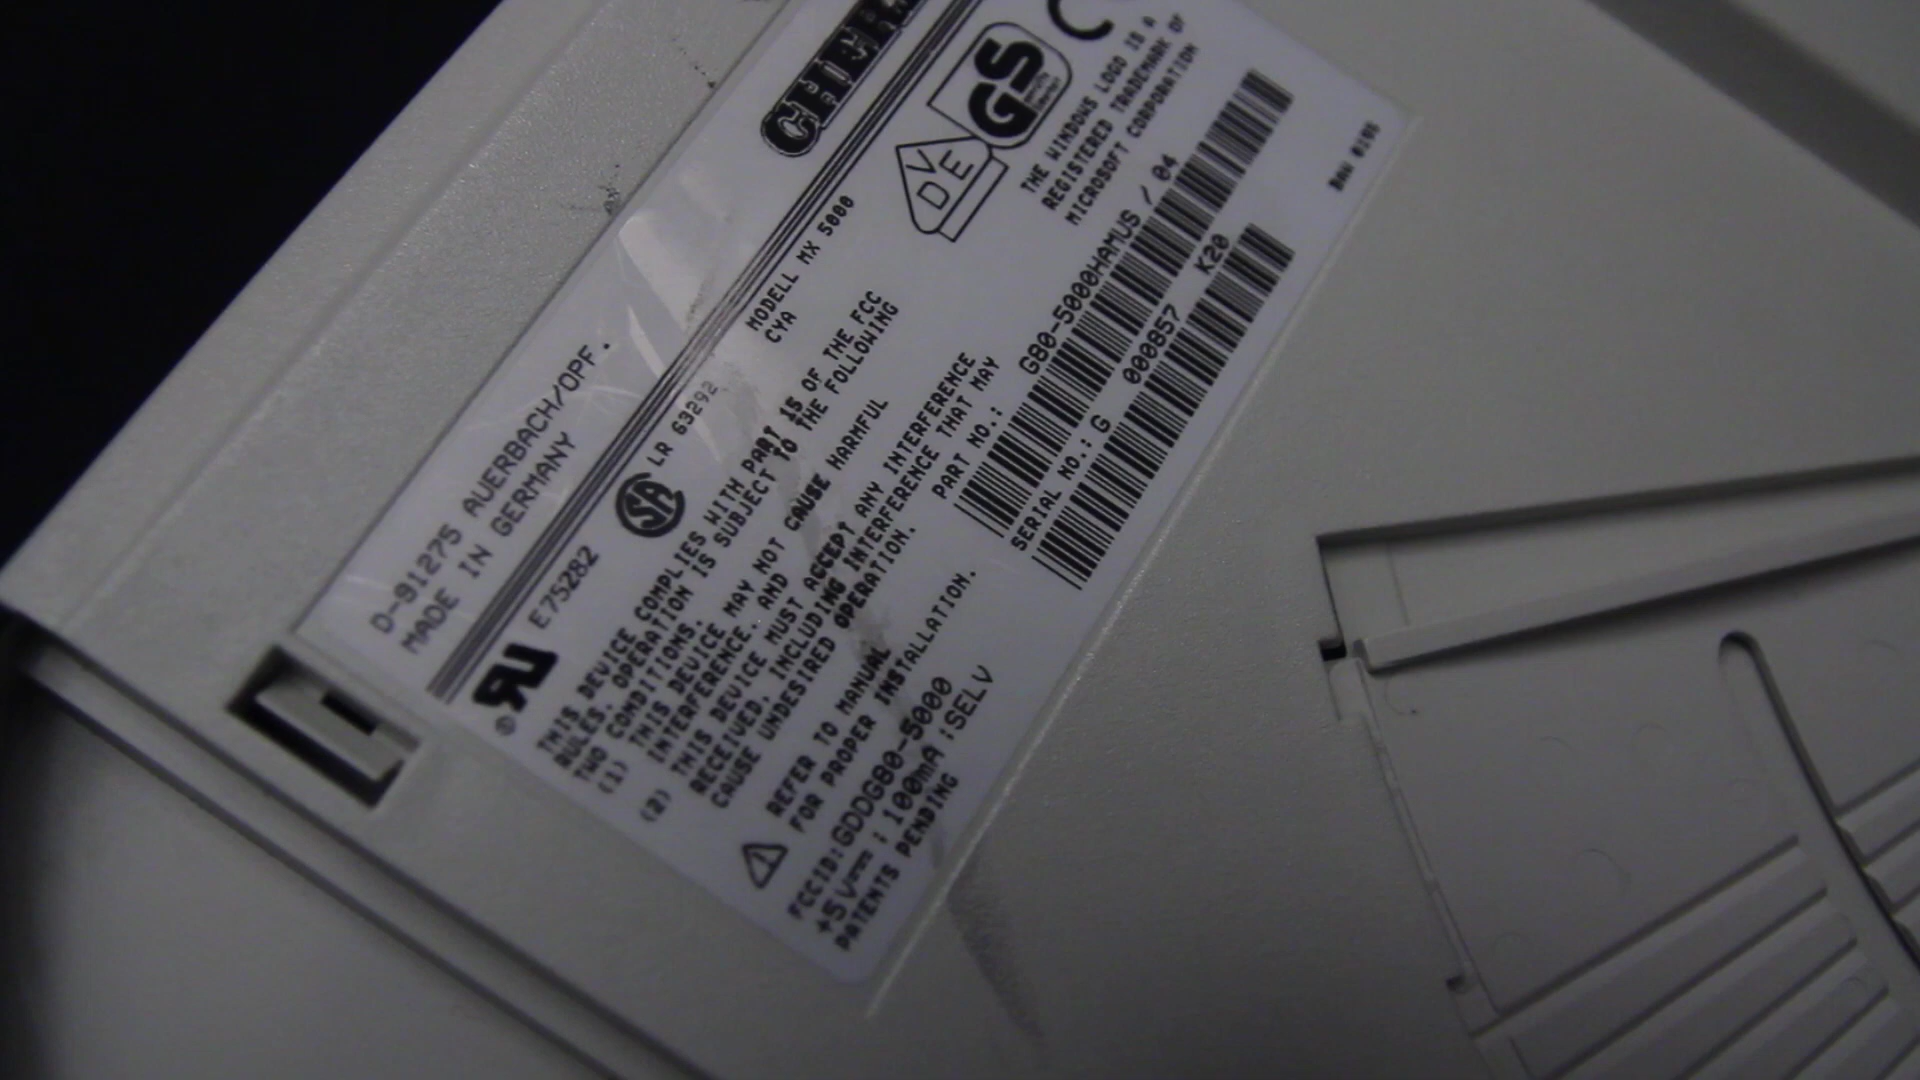 D-91275 AUERBACH/OPF.
MADE IN GERMANY
E75282
SA
LR 63292
MODELL MX 5000
CYA
VDE
GS
THE WINDOWS LOGO IS A
REGISTERED TRADEMARK OF
MICROSOFT CORPORATION
THIS DEVICE COMPLIES WITH PART 15 OF THE FCC
RULES. OPERATION IS SUBJECT TO THE FOLLOWING
TWO CONDITIONS.
(1) THIS DEVICE MAY NOT CAUSE HARMFUL
INTERFERENCE. AND
(2) THIS DEVICE MUST ACCEPT ANY INTERFERENCE
RECEIVED. INCLUDING INTERFERENCE THAT MAY
CAUSE UNDESIRED OPERATION.
PART NO.: G80-5000HAMUS / 04
SERIAL NO.: G 000857 K20
REFER TO MANUAL
FOR PROPER INSTALLATION.
FCCID:GDDG80-5000
+5V⎓ ; 100mA ;SELV
PATENTS PENDING